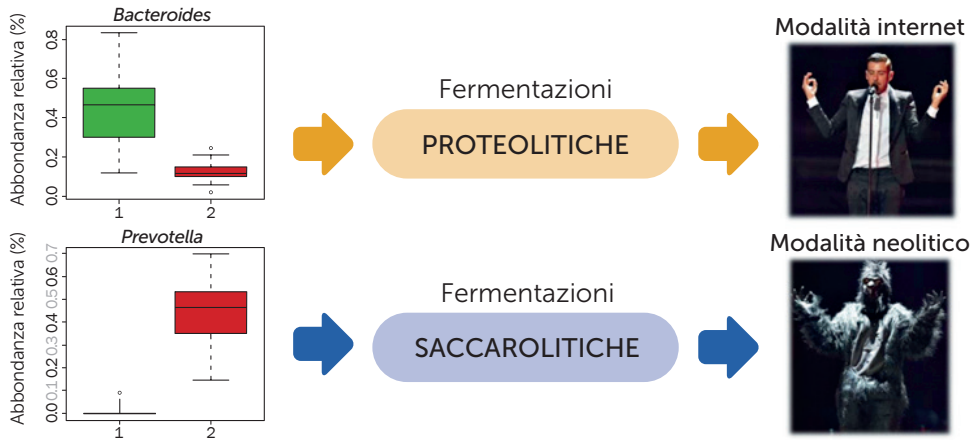 Bacteroides
Abbondanza relativa (%)
0.8
0.6
0.4
0.2
0.0
1 2
Fermentazioni
PROTEOLITICHE
Modalità internet
Prevotella
Abbondanza relativa (%)
0.7
0.6
0.5
0.4
0.3
0.2
0.1
0.0
1 2
Fermentazioni
SACCAROLITICHE
Modalità neolitico